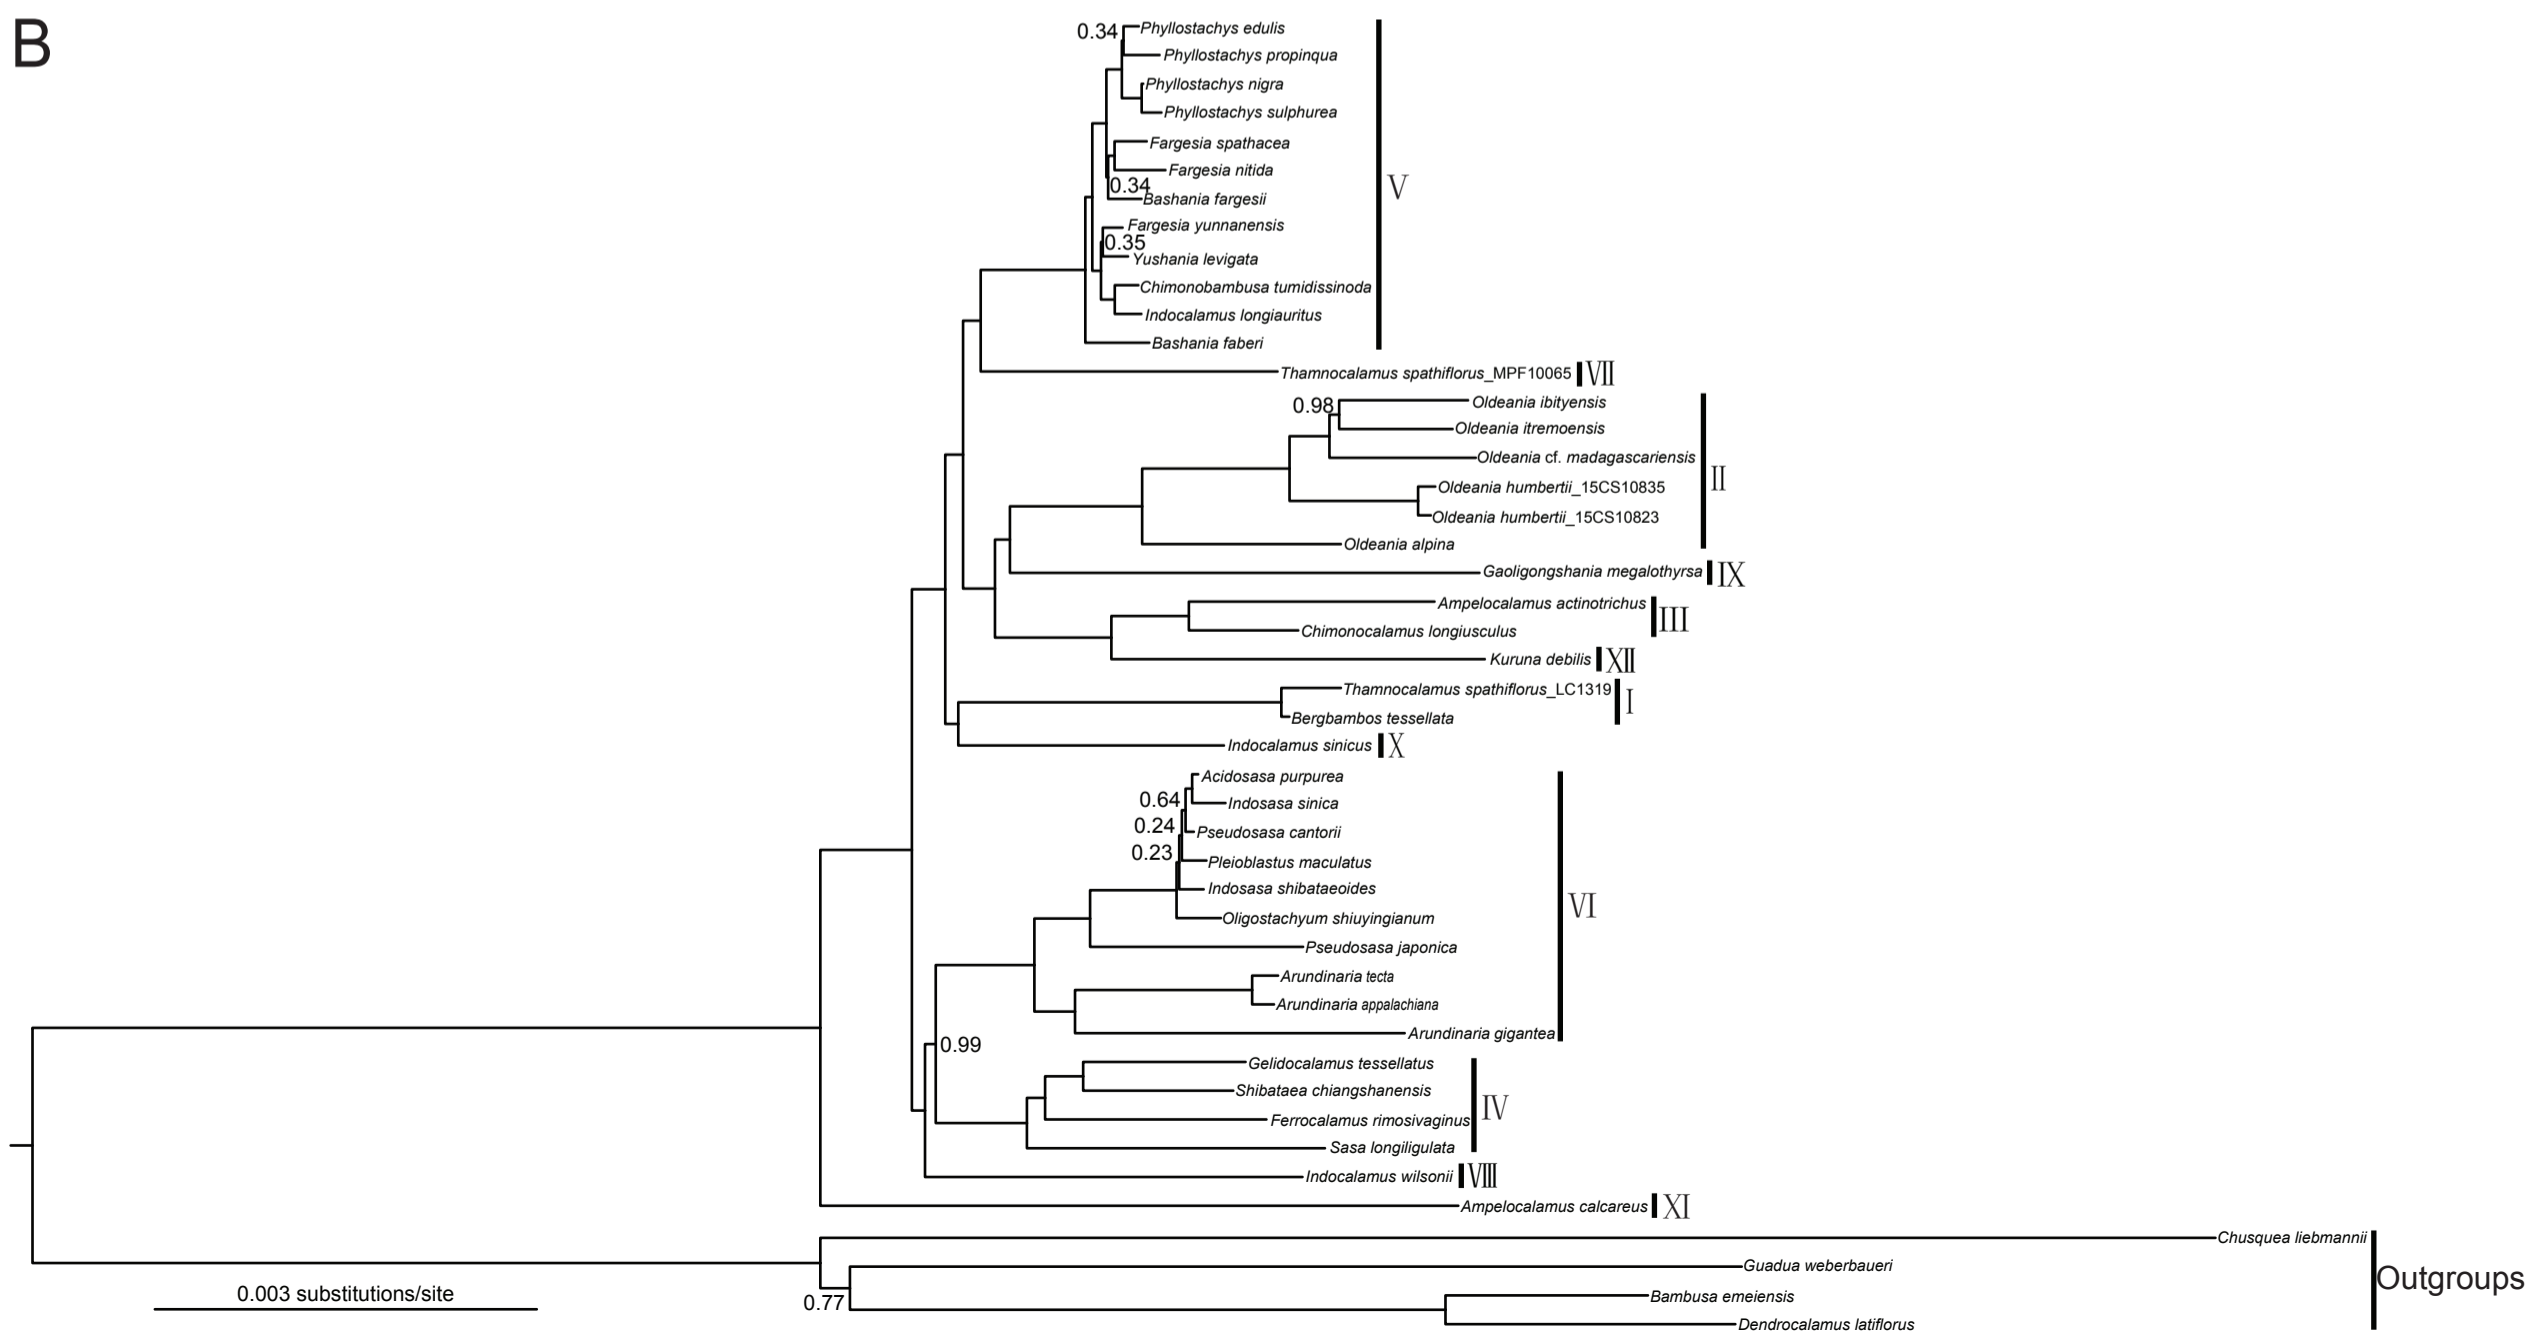 B
0.34
Phyllostachys edulis
Phyllostachys propinqua
Phyllostachys nigra
Phyllostachys sulphurea
Fargesia spathacea
Fargesia nitida
0.34
Bashania fargesii
V
Fargesia yunnanensis
0.35
Yushania levigata
Chimonobambusa tumidissinoda
Indocalamus longiauritus
Bashania faberi
Thamnocalamus spathiflorus_MPF10065
VII
0.98
Oldeania ibityensis
Oldeania itremoensis
Oldeania cf. madagascariensis
II
Oldeania humbertii_15CS10835
Oldeania humbertii_15CS10823
Oldeania alpina
Gaoligongshania megalothyrsa
IX
Ampelocalamus actinotrichus
III
Chimonocalamus longiusculus
Kuruna debilis
XII
Thamnocalamus spathiflorus_LC1319
I
Bergbambos tessellata
Indocalamus sinicus
X
Acidosasa purpurea
0.64
Indosasa sinica
0.24
Pseudosasa cantorii
0.23
Pleioblastus maculatus
Indosasa shibataeoides
VI
Oligostachyum shiuyingianum
Pseudosasa japonica
Arundinaria tecta
Arundinaria appalachiana
Arundinaria gigantea
0.99
Gelidocalamus tessellatus
Shibataea chiangshanensis
IV
Ferrocalamus rimosivaginus
Sasa longiligulata
Indocalamus wilsonii
VIII
Ampelocalamus calcareus
XI
Chusquea liebmannii
Guadua weberbaueri
Outgroups
0.003 substitutions/site
0.77
Bambusa emeiensis
Dendrocalamus latiflorus